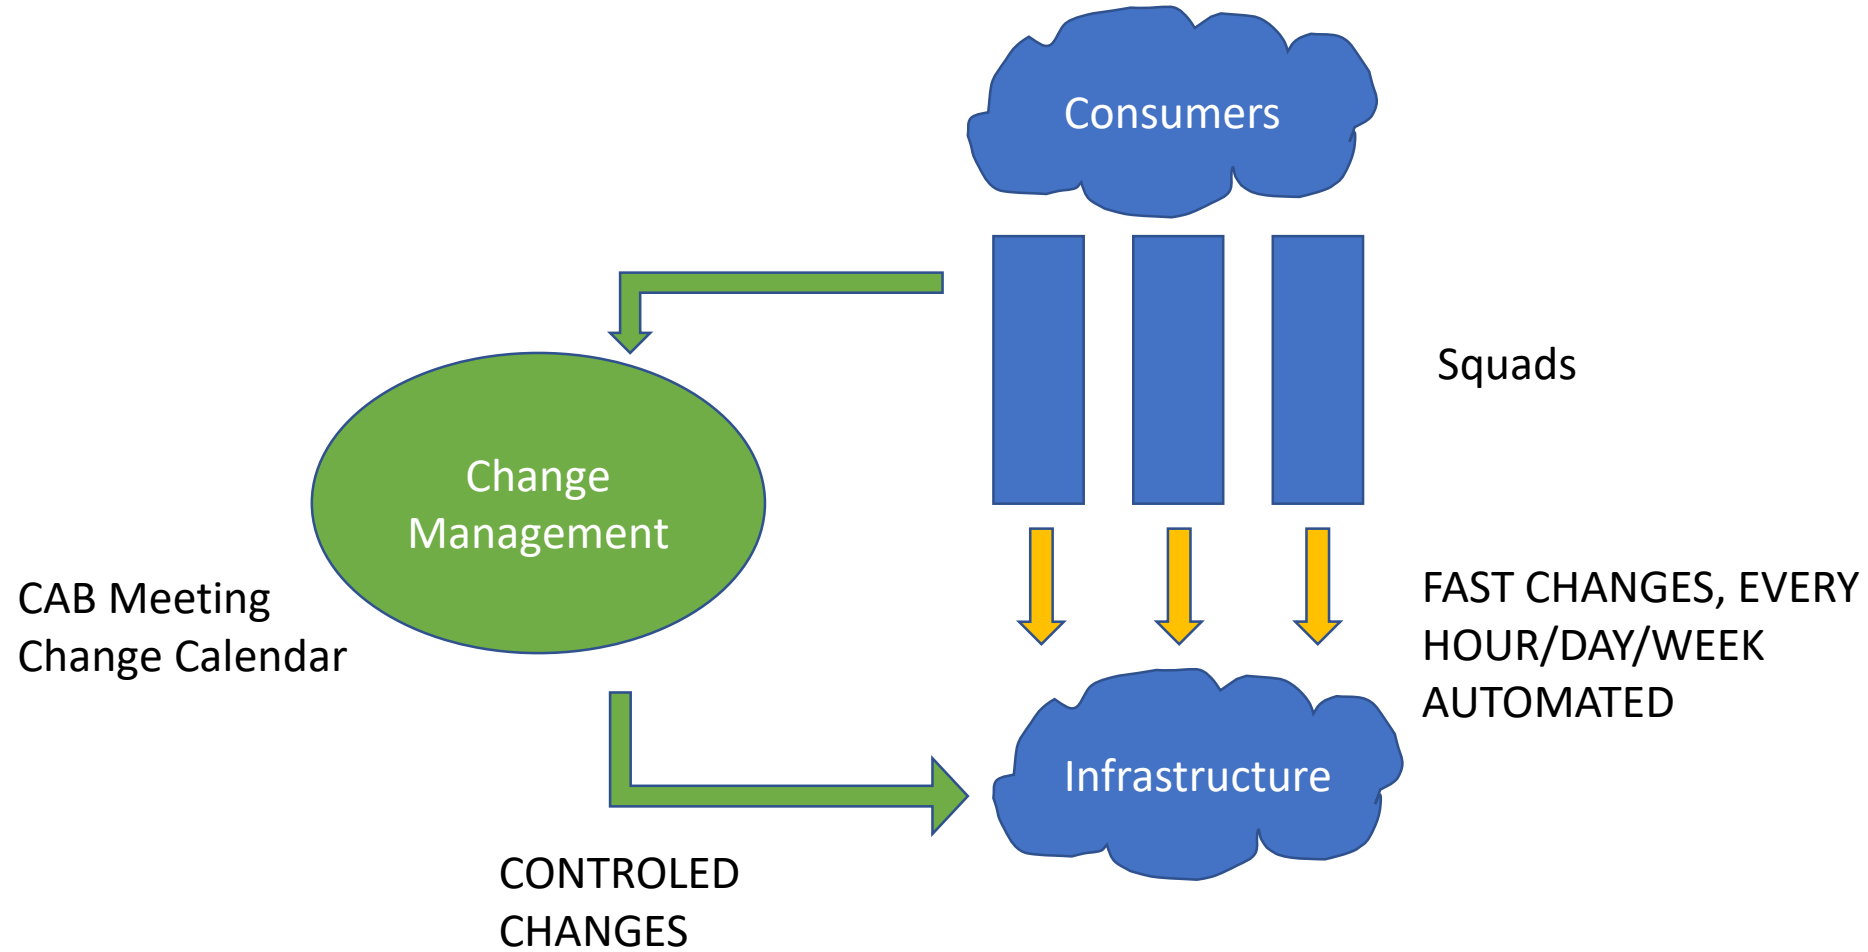 Consumers
Squads
Change
Management
CAB Meeting
Change Calendar
FAST CHANGES, EVERY
HOUR/DAY/WEEK
AUTOMATED
Infrastructure
CONTROLED
CHANGES